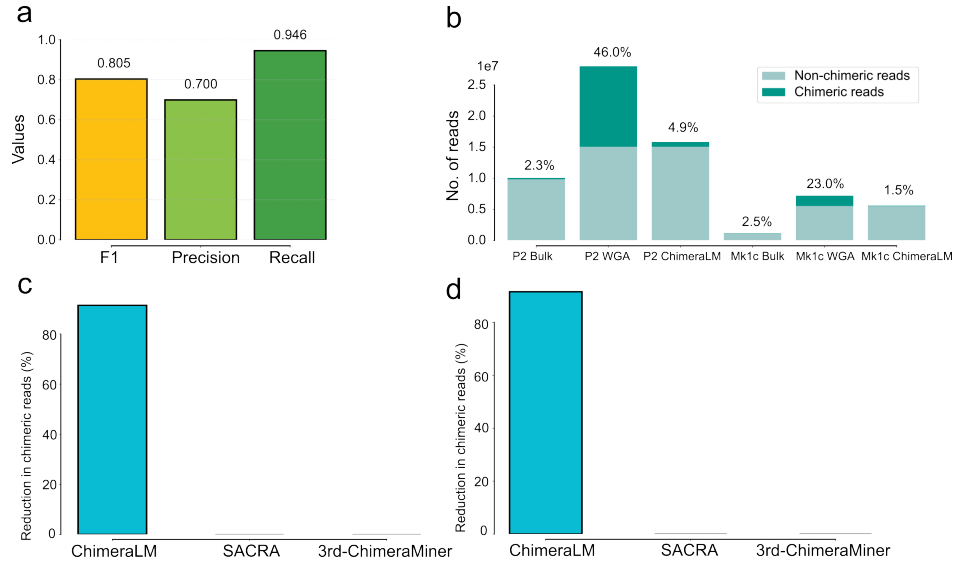 a
0.805
0.700
0.946
1.0
0.8
0.6
0.4
0.2
0.0
Values
F1
Precision
Recall
b
1e7
2.5
2.0
1.5
1.0
0.5
0.0
No. of reads
2.3%
46.0%
4.9%
2.5%
23.0%
1.5%
Non-chimeric reads
Chimeric reads
P2 Bulk
P2 WGA
P2 ChimeraLM
Mk1c Bulk
Mk1c WGA
Mk1c ChimeraLM
c
80
60
40
20
0
Reduction in chimeric reads (%)
ChimeraLM
SACRA
3rd-ChimeraMiner
d
80
60
40
20
0
Reduction in chimeric reads (%)
ChimeraLM
SACRA
3rd-ChimeraMiner